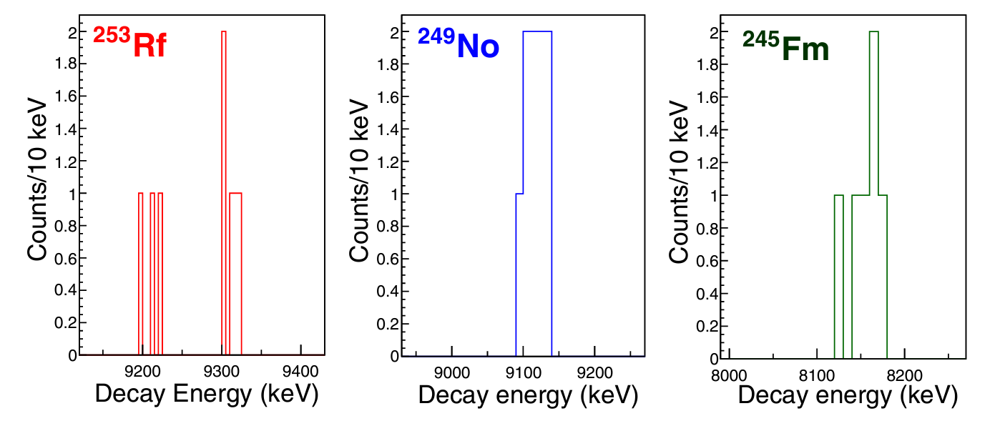 253Rf
Counts/10 keV
2
1.8
1.6
1.4
1.2
1
0.8
0.6
0.4
0.2
0
9200 9300 9400
Decay Energy (keV)
249No
Counts/10 keV
2
1.8
1.6
1.4
1.2
1
0.8
0.6
0.4
0.2
0
9000 9100 9200
Decay energy (keV)
245Fm
Counts/10 keV
2
1.8
1.6
1.4
1.2
1
0.8
0.6
0.4
0.2
0
8000 8100 8200
Decay energy (keV)